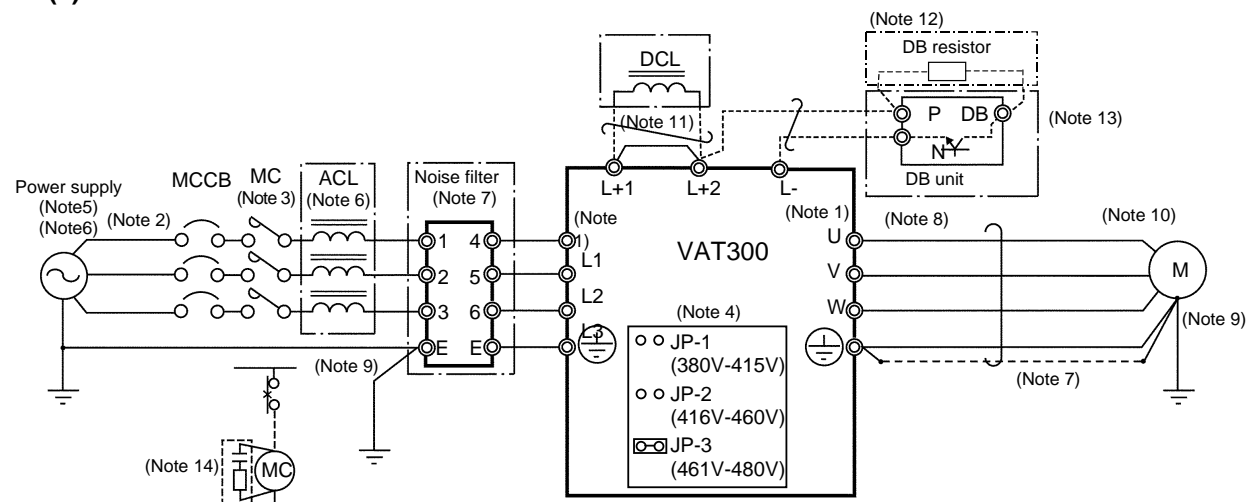 (Note 12)
DB resistor
DCL
(Note 11)
P DB
N
DB unit
(Note 13)
L+1 L+2 L-
Power supply
(Note5)
(Note6)
(Note 2)
MCCB
MC
(Note 3)
ACL
(Note 6)
Noise filter
(Note 7)
1 4
2 5
3 6
E E
(Note
1)
L1
L2
L3
VAT300
(Note 1)
U
V
W
(Note 8)
(Note 10)
M
(Note 9)
(Note 7)
(Note 4)
JP-1
(380V-415V)
JP-2
(416V-460V)
JP-3
(461V-480V)
(Note 9)
(Note 14)
MC